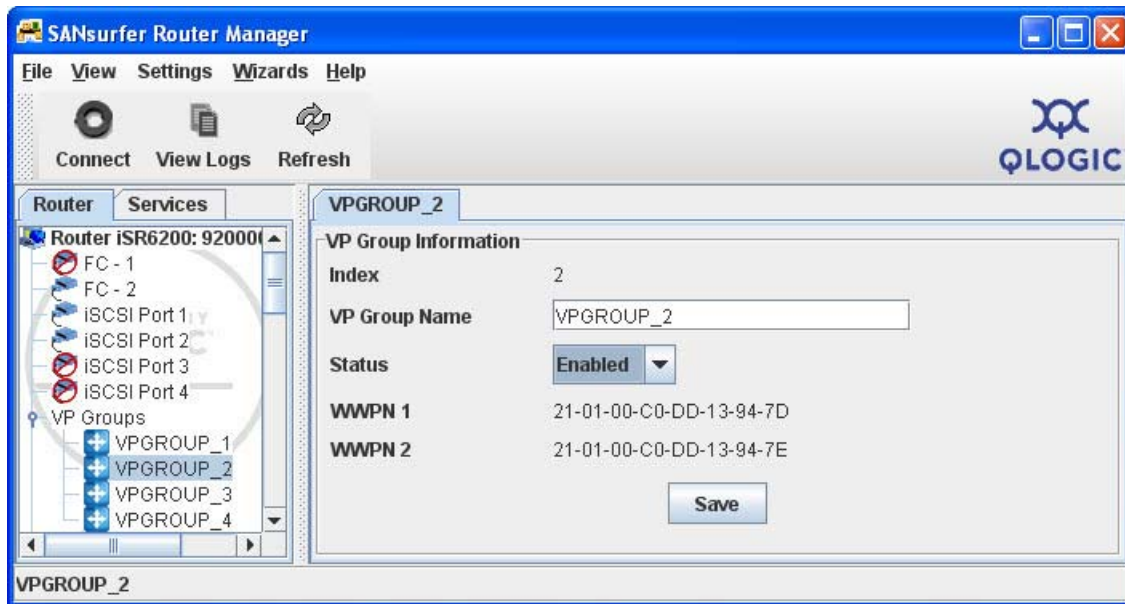 SANsurfer Router Manager
File View Settings Wizards Help
Connect View Logs Refresh
QLOGIC
Router Services
Router iSR6200: 92000
FC - 1
FC - 2
iSCSI Port 1
iSCSI Port 2
iSCSI Port 3
iSCSI Port 4
VP Groups
VPGROUP_1
VPGROUP_2
VPGROUP_3
VPGROUP_4
VPGROUP_2
VP Group Information
Index 2
VP Group Name VPGROUP_2
Status Enabled
WWPN 1 21-01-00-C0-DD-13-94-7D
WWPN 2 21-01-00-C0-DD-13-94-7E
Save
VPGROUP_2